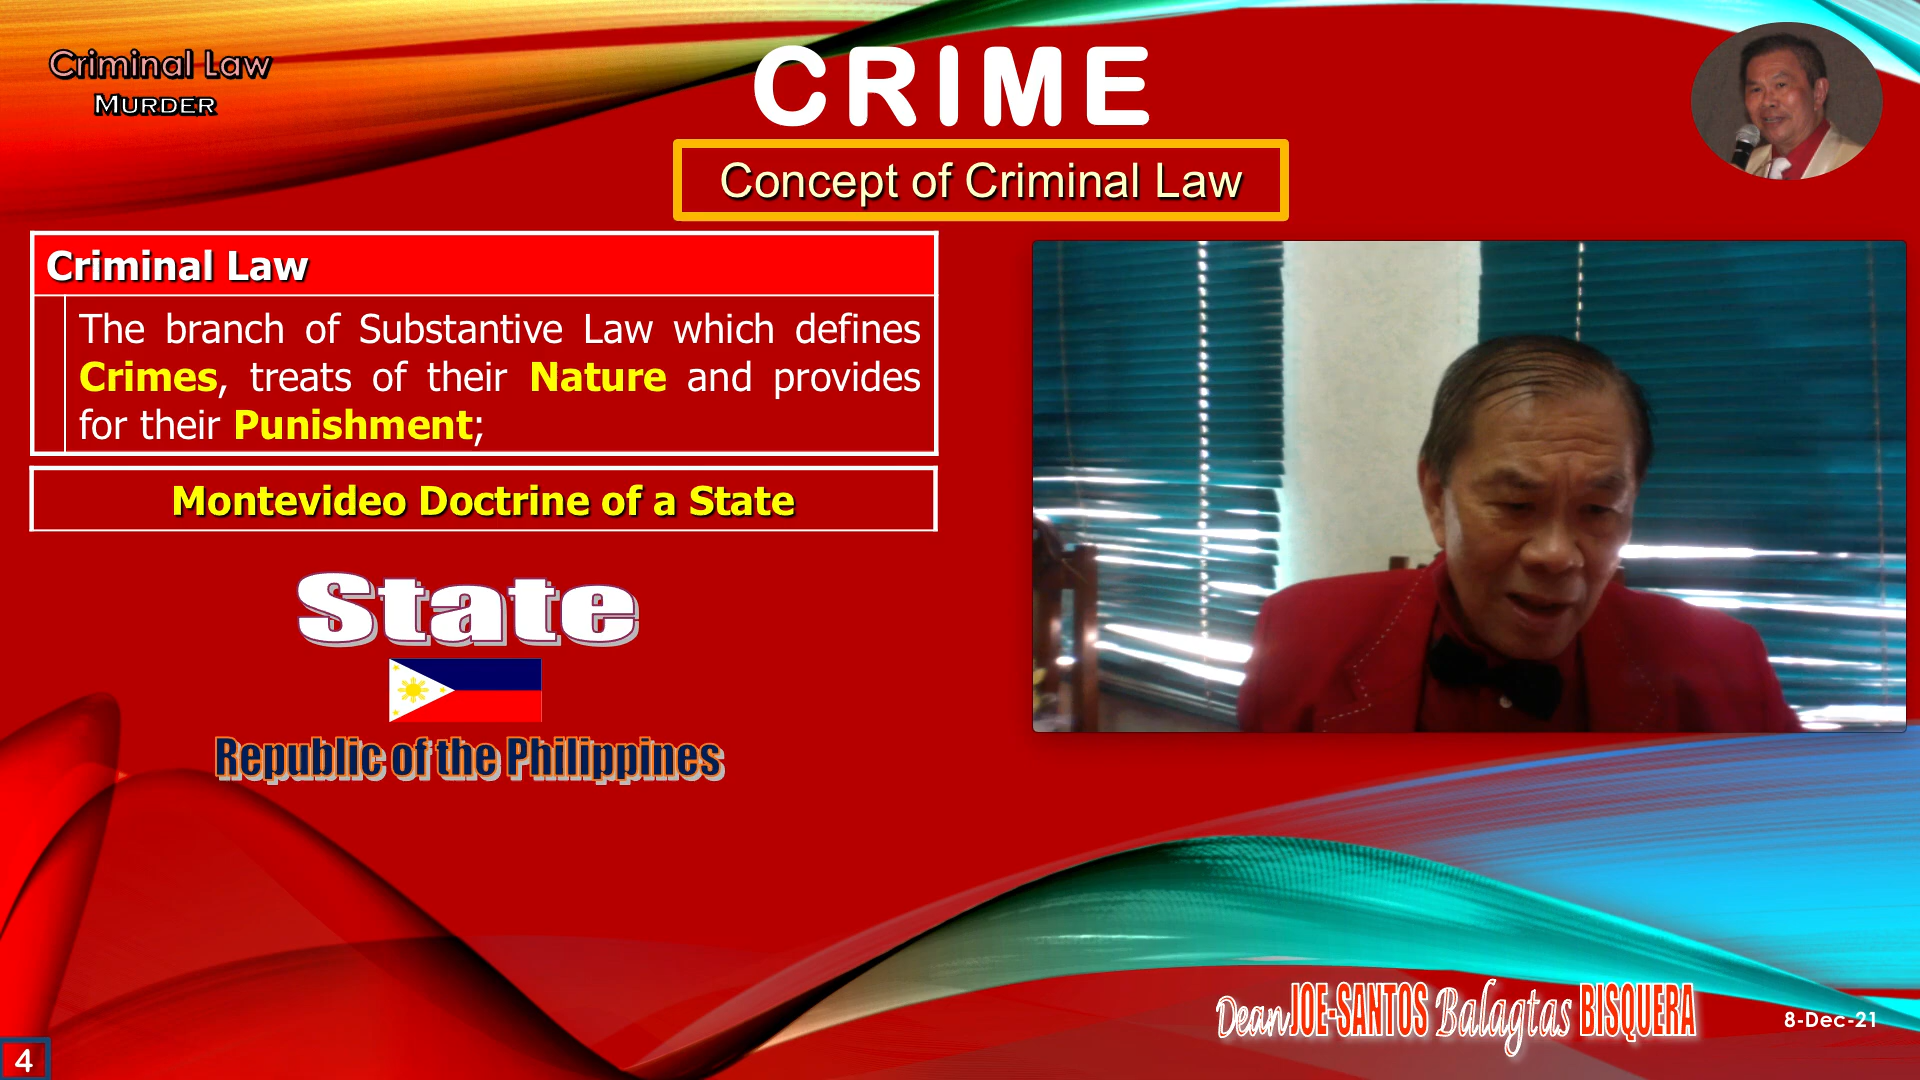 Criminal Law
MURDER
CRIME
Concept of Criminal Law
Criminal Law
The branch of Substantive Law which defines
Crimes, treats of their Nature and provides
for their Punishment;
Montevideo Doctrine of a State
State
Republic of the Philippines
Dean JOE-SANTOS Balagtas BISQUERA
8-Dec-21
4